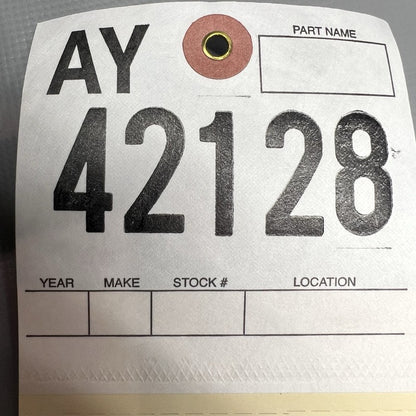 AY
PART NAME
42128
YEAR MAKE STOCK # LOCATION